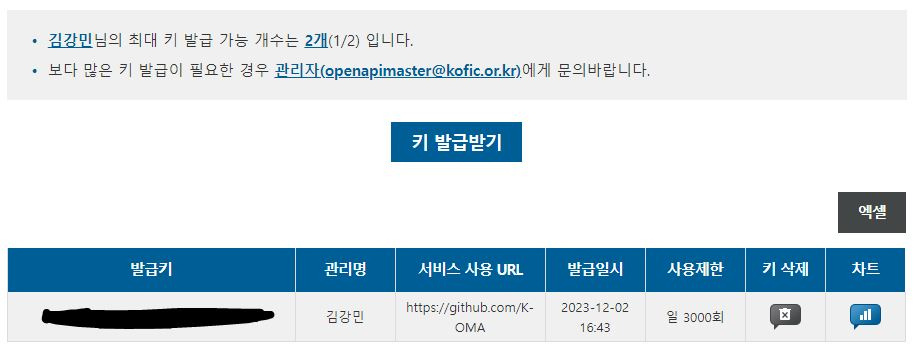 • 김강민님의 최대 키 발급 가능 개수는 2개(1/2) 입니다.
• 보다 많은 키 발급이 필요한 경우 관리자(openapimaster@kofic.or.kr)에게 문의바랍니다.
키 발급받기
엑셀
발급키 관리명 서비스 사용 URL 발급일시 사용제한 키 삭제 차트
김강민 https://github.com/K-OMA 2023-12-02 16:43 일 3000회